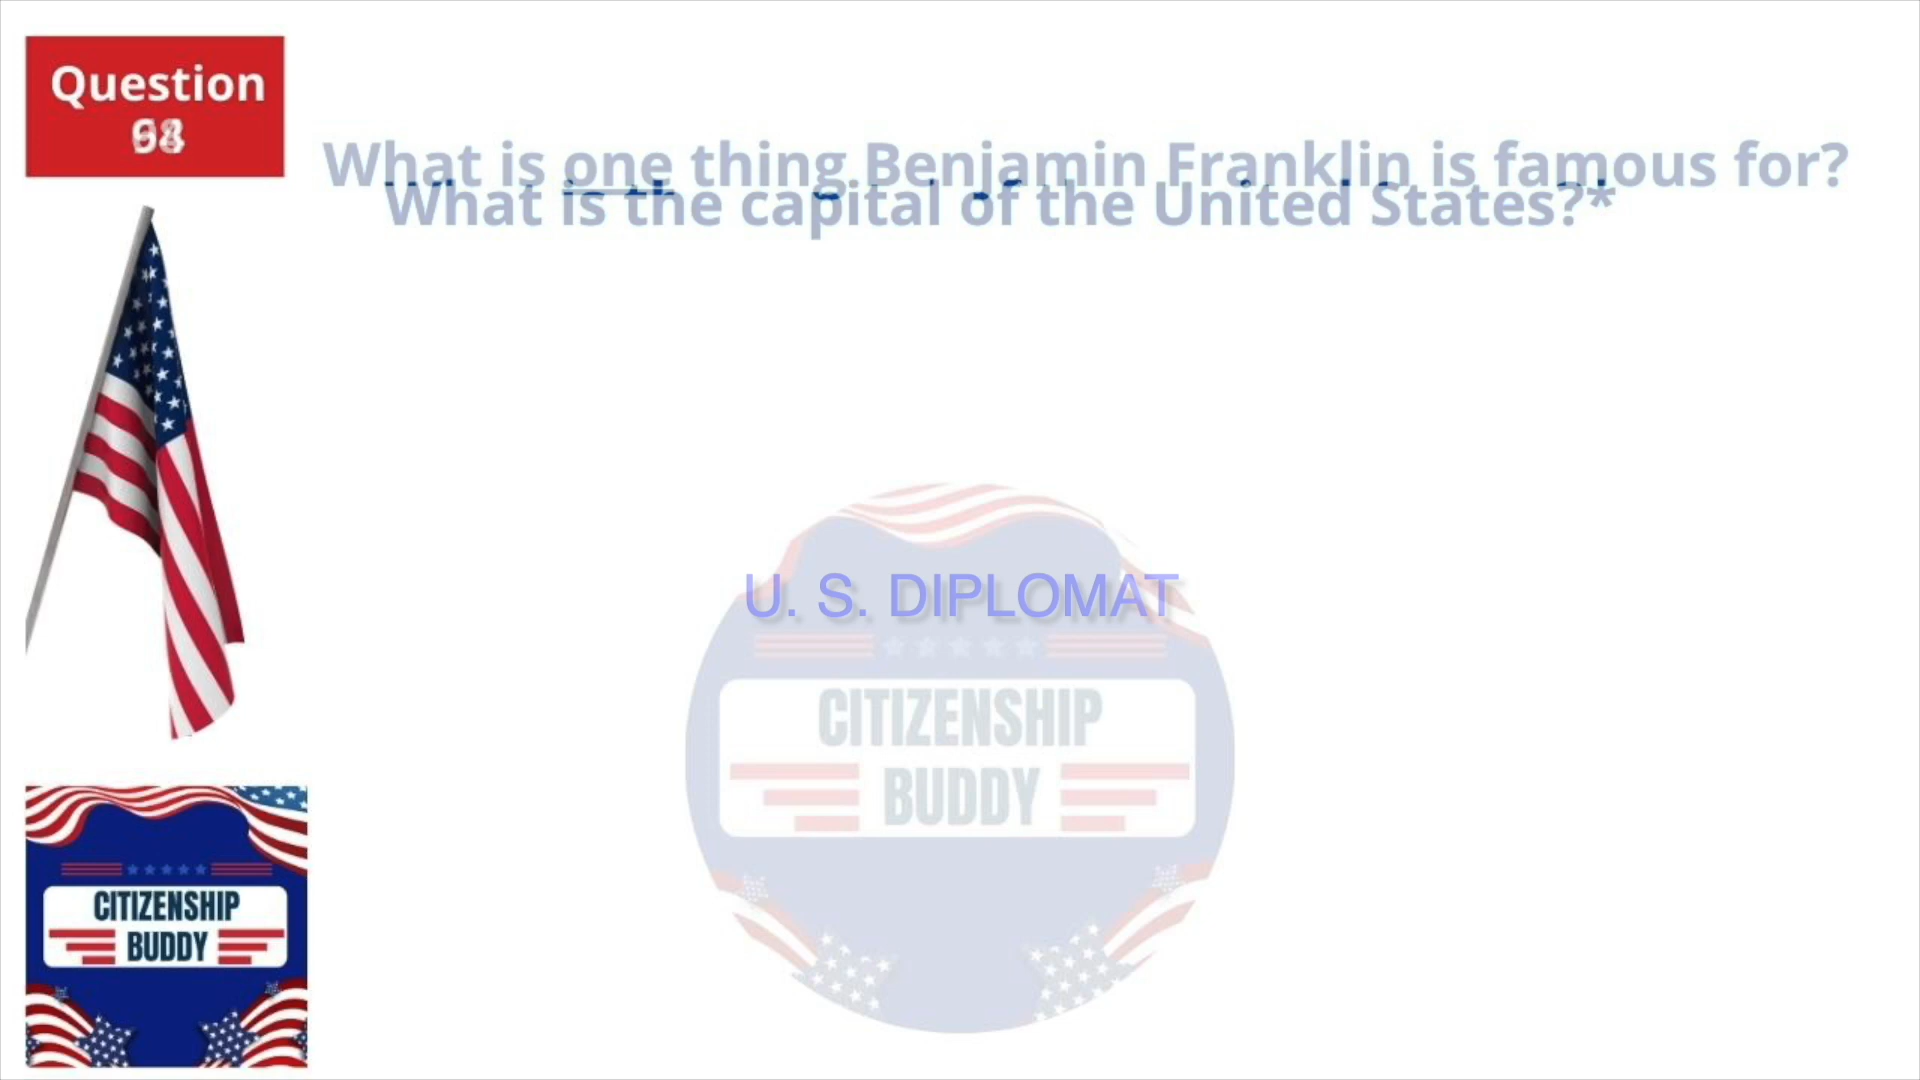 Question
What is one thing Benjamin Franklin is famous for?
What is the capital of the United States?*
U. S. DIPLOMAT
CITIZENSHIP
BUDDY
CITIZENSHIP
BUDDY